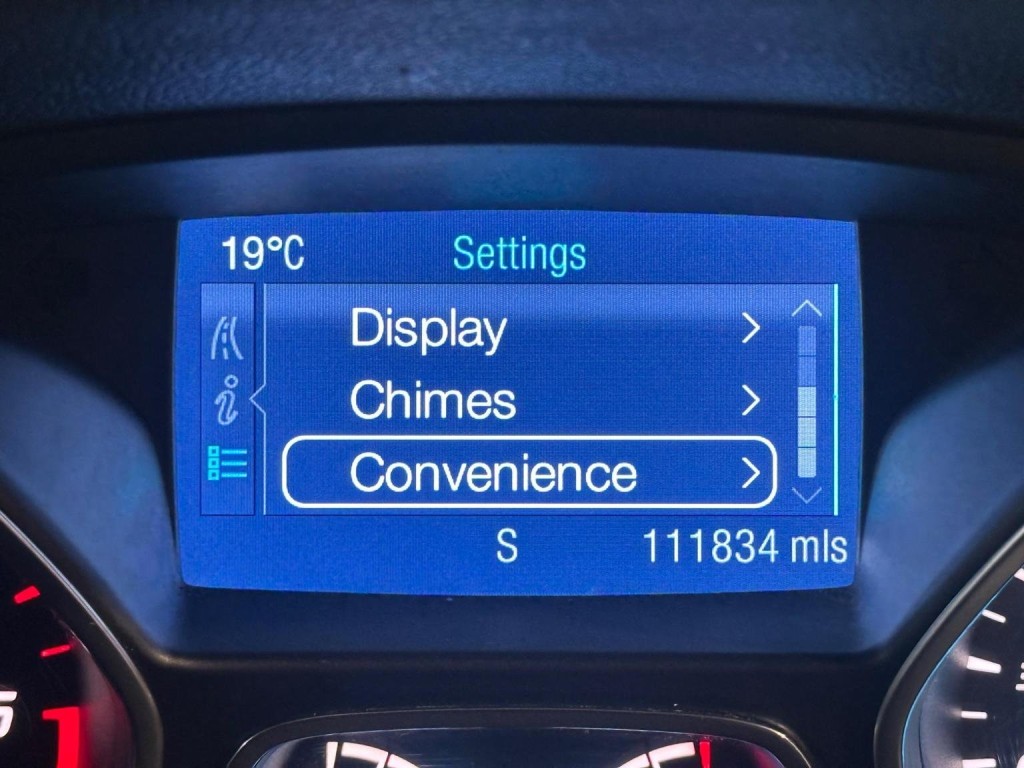 19°C Settings
Display
Chimes
Convenience
S 111834 mls